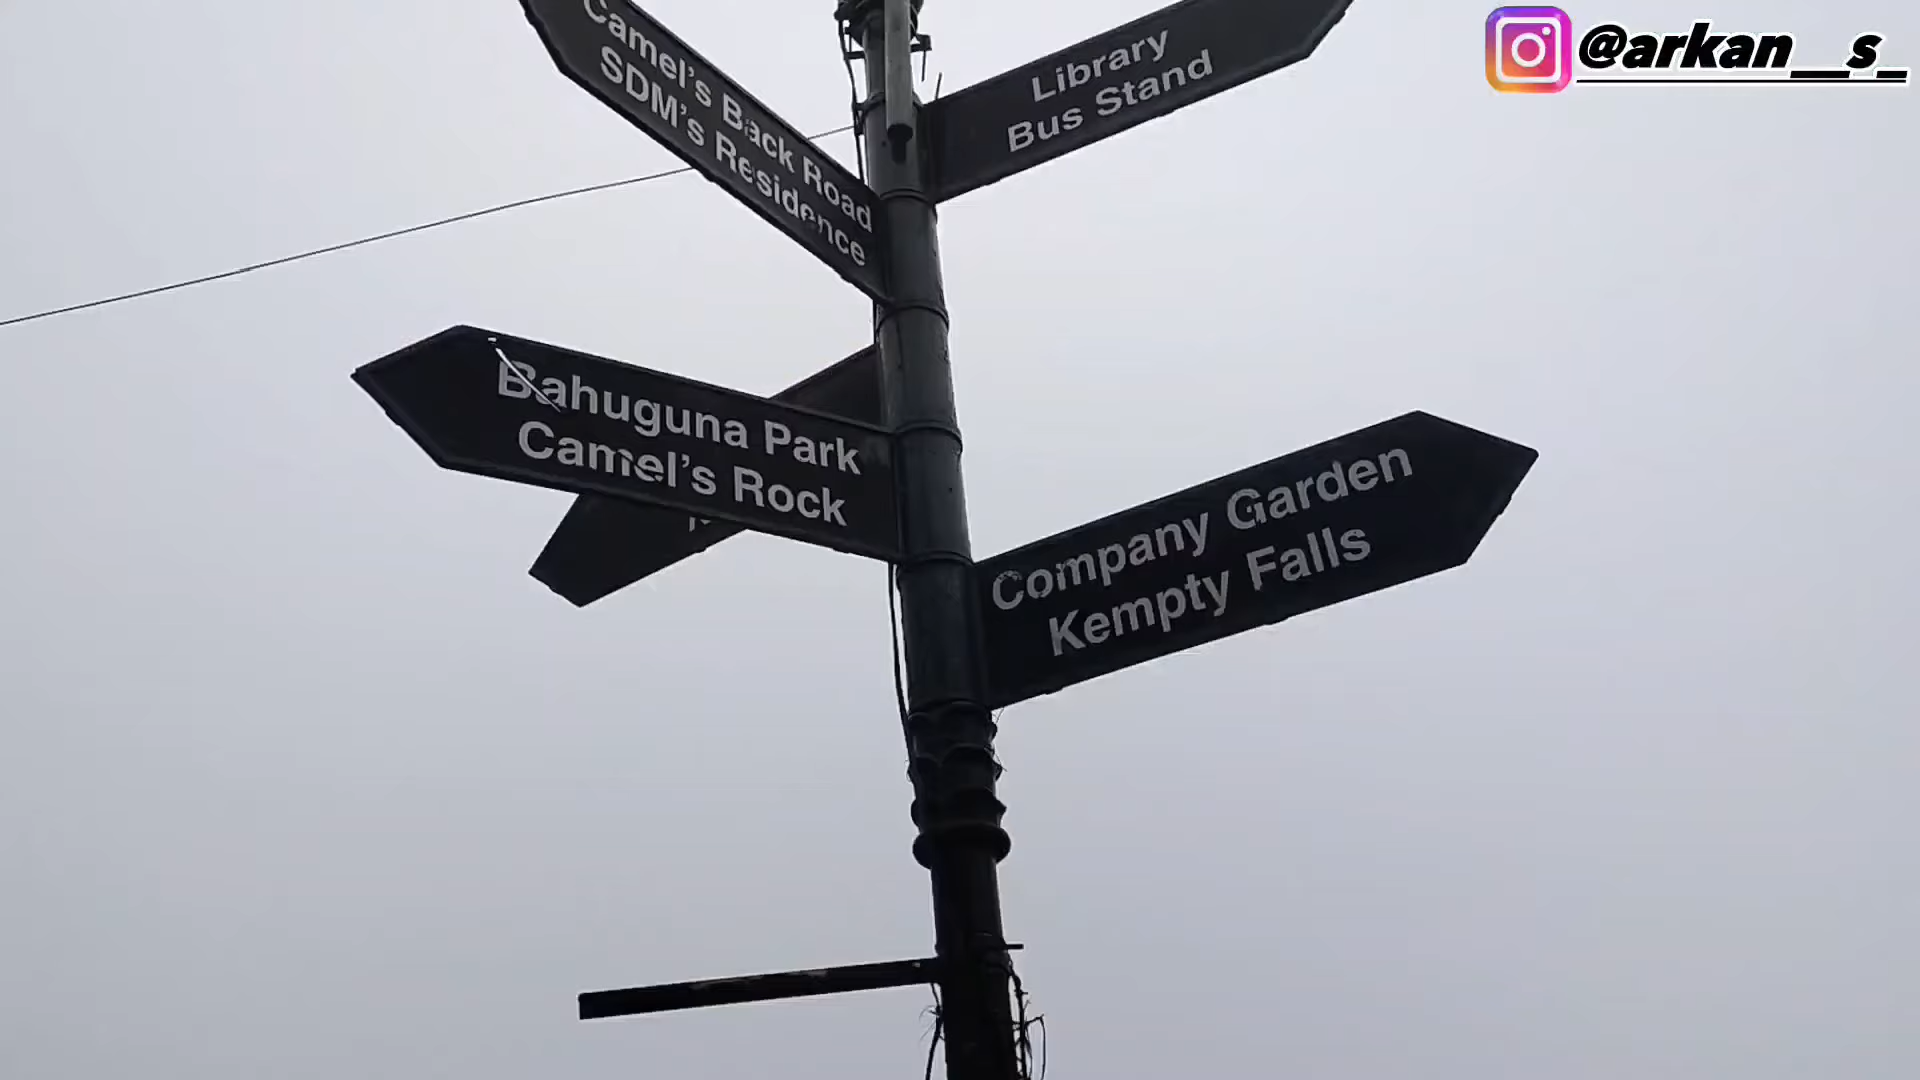 Camel's Back Road
SDM's Residence
Library
Bus Stand
Bahuguna Park
Camel's Rock
Company Garden
Kempty Falls
@arkan__s_